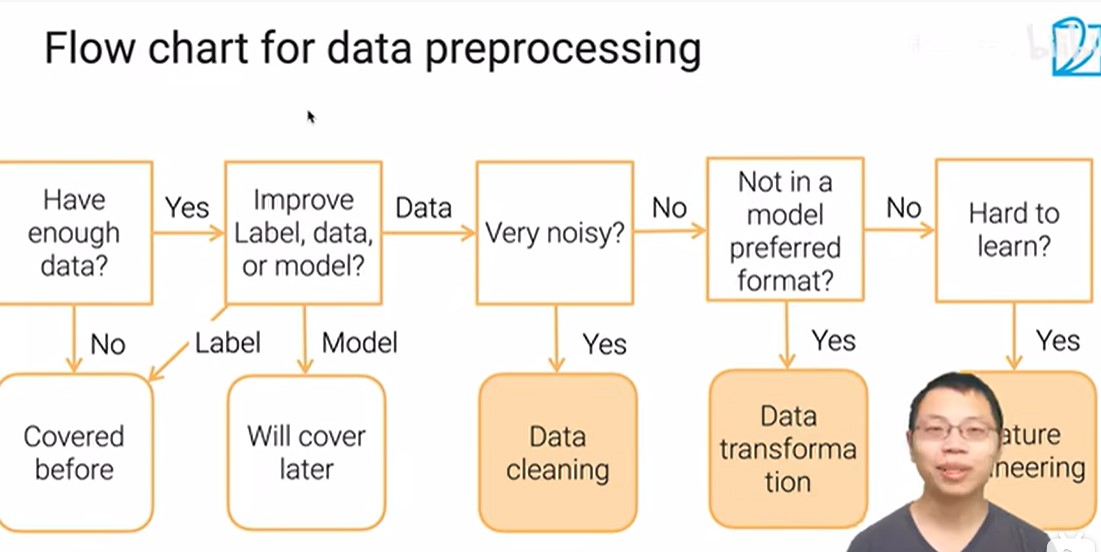 Flow chart for data preprocessing
Have
enough
data?
Yes
Improve
Label, data,
or model?
Data
Very noisy?
No
Not in a
model
preferred
format?
No
Hard to
learn?
No
Label
Model
Yes
Yes
Yes
Covered
before
Will cover
later
Data
cleaning
Data
transforma
tion
ature
neering